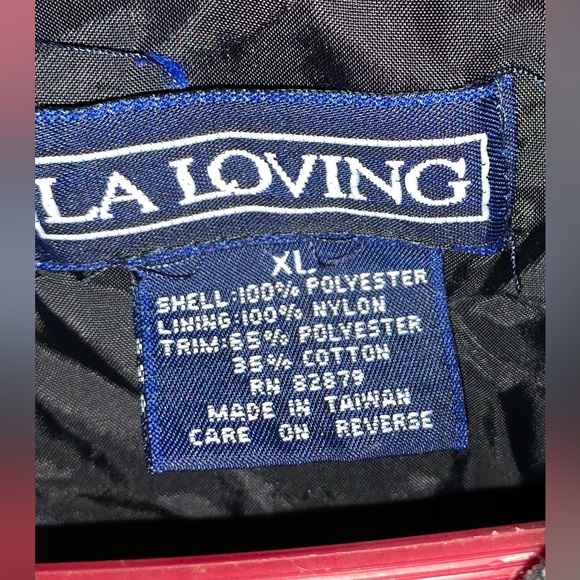 LA LOVING
XL
SHELL:100% POLYESTER
LINING:100% NYLON
TRIM:65% POLYESTER
35% COTTON
RN 82879
MADE IN TAIWAN
CARE ON REVERSE